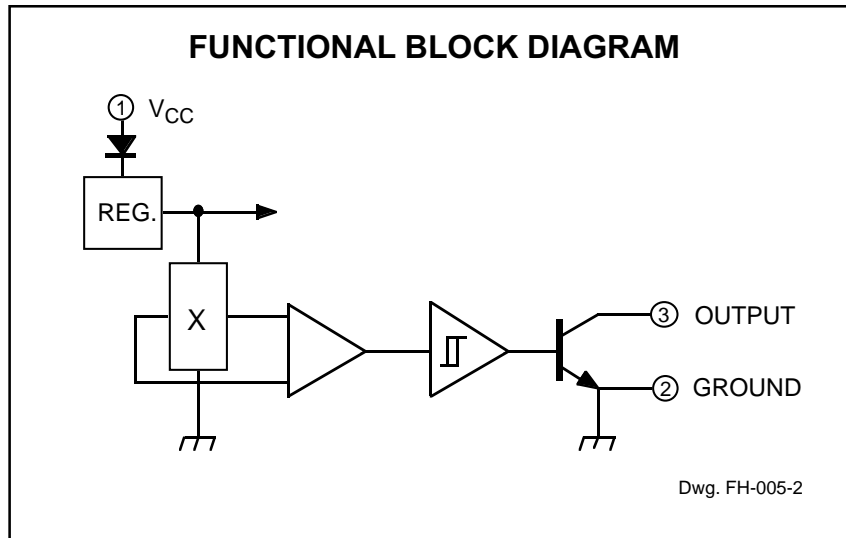 FUNCTIONAL BLOCK DIAGRAM
1 VCC
REG.
X
3 OUTPUT
2 GROUND
Dwg. FH-005-2